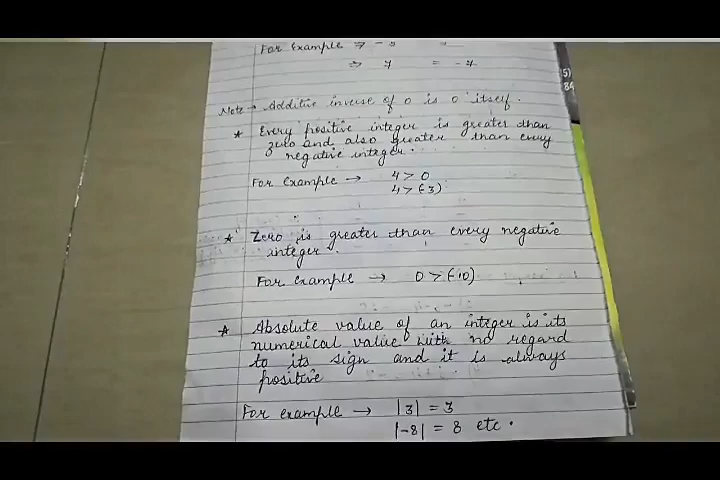 For Example ⇒ -3
⇒ 7 = -7
Note → Additive inverse of 0 is 0 itself.
* Every positive integer is greater than
zero and also greater than every
negative integer.
For Example → 4 > 0
4 > (-3)
* Zero is greater than every negative
integer.
For example → 0 > (-10)
* Absolute value of an integer is its
numerical value with no regard
to its sign and it is always
positive
For example → |3| = 3
|-8| = 8 etc.
5)
84